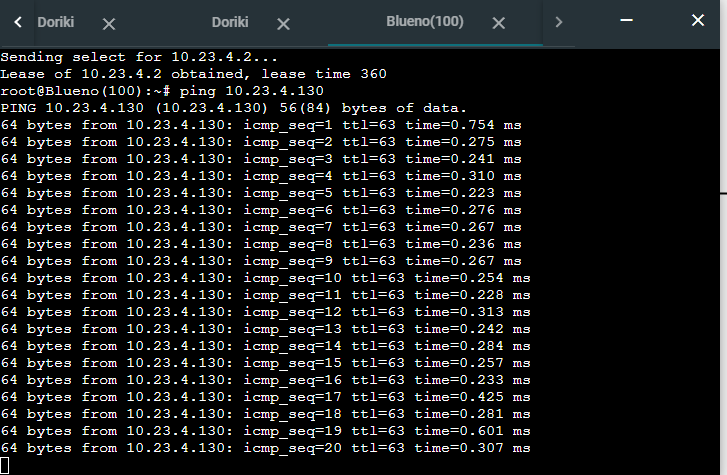 Doriki
Doriki
Blueno(100)
Sending select for 10.23.4.2...
Lease of 10.23.4.2 obtained, lease time 360
root@Blueno(100):~# ping 10.23.4.130
PING 10.23.4.130 (10.23.4.130) 56(84) bytes of data.
64 bytes from 10.23.4.130: icmp_seq=1 ttl=63 time=0.754 ms
64 bytes from 10.23.4.130: icmp_seq=2 ttl=63 time=0.275 ms
64 bytes from 10.23.4.130: icmp_seq=3 ttl=63 time=0.241 ms
64 bytes from 10.23.4.130: icmp_seq=4 ttl=63 time=0.310 ms
64 bytes from 10.23.4.130: icmp_seq=5 ttl=63 time=0.223 ms
64 bytes from 10.23.4.130: icmp_seq=6 ttl=63 time=0.276 ms
64 bytes from 10.23.4.130: icmp_seq=7 ttl=63 time=0.267 ms
64 bytes from 10.23.4.130: icmp_seq=8 ttl=63 time=0.236 ms
64 bytes from 10.23.4.130: icmp_seq=9 ttl=63 time=0.267 ms
64 bytes from 10.23.4.130: icmp_seq=10 ttl=63 time=0.254 ms
64 bytes from 10.23.4.130: icmp_seq=11 ttl=63 time=0.228 ms
64 bytes from 10.23.4.130: icmp_seq=12 ttl=63 time=0.313 ms
64 bytes from 10.23.4.130: icmp_seq=13 ttl=63 time=0.242 ms
64 bytes from 10.23.4.130: icmp_seq=14 ttl=63 time=0.284 ms
64 bytes from 10.23.4.130: icmp_seq=15 ttl=63 time=0.257 ms
64 bytes from 10.23.4.130: icmp_seq=16 ttl=63 time=0.233 ms
64 bytes from 10.23.4.130: icmp_seq=17 ttl=63 time=0.425 ms
64 bytes from 10.23.4.130: icmp_seq=18 ttl=63 time=0.281 ms
64 bytes from 10.23.4.130: icmp_seq=19 ttl=63 time=0.601 ms
64 bytes from 10.23.4.130: icmp_seq=20 ttl=63 time=0.307 ms